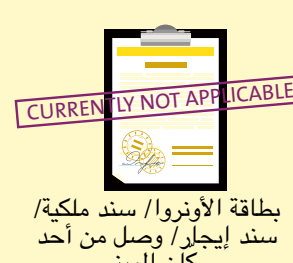 CURRENTLY NOT APPLICABLE
بطاقة الأونروا/ سند ملكية/
سند إيجار/ وصل من أحد